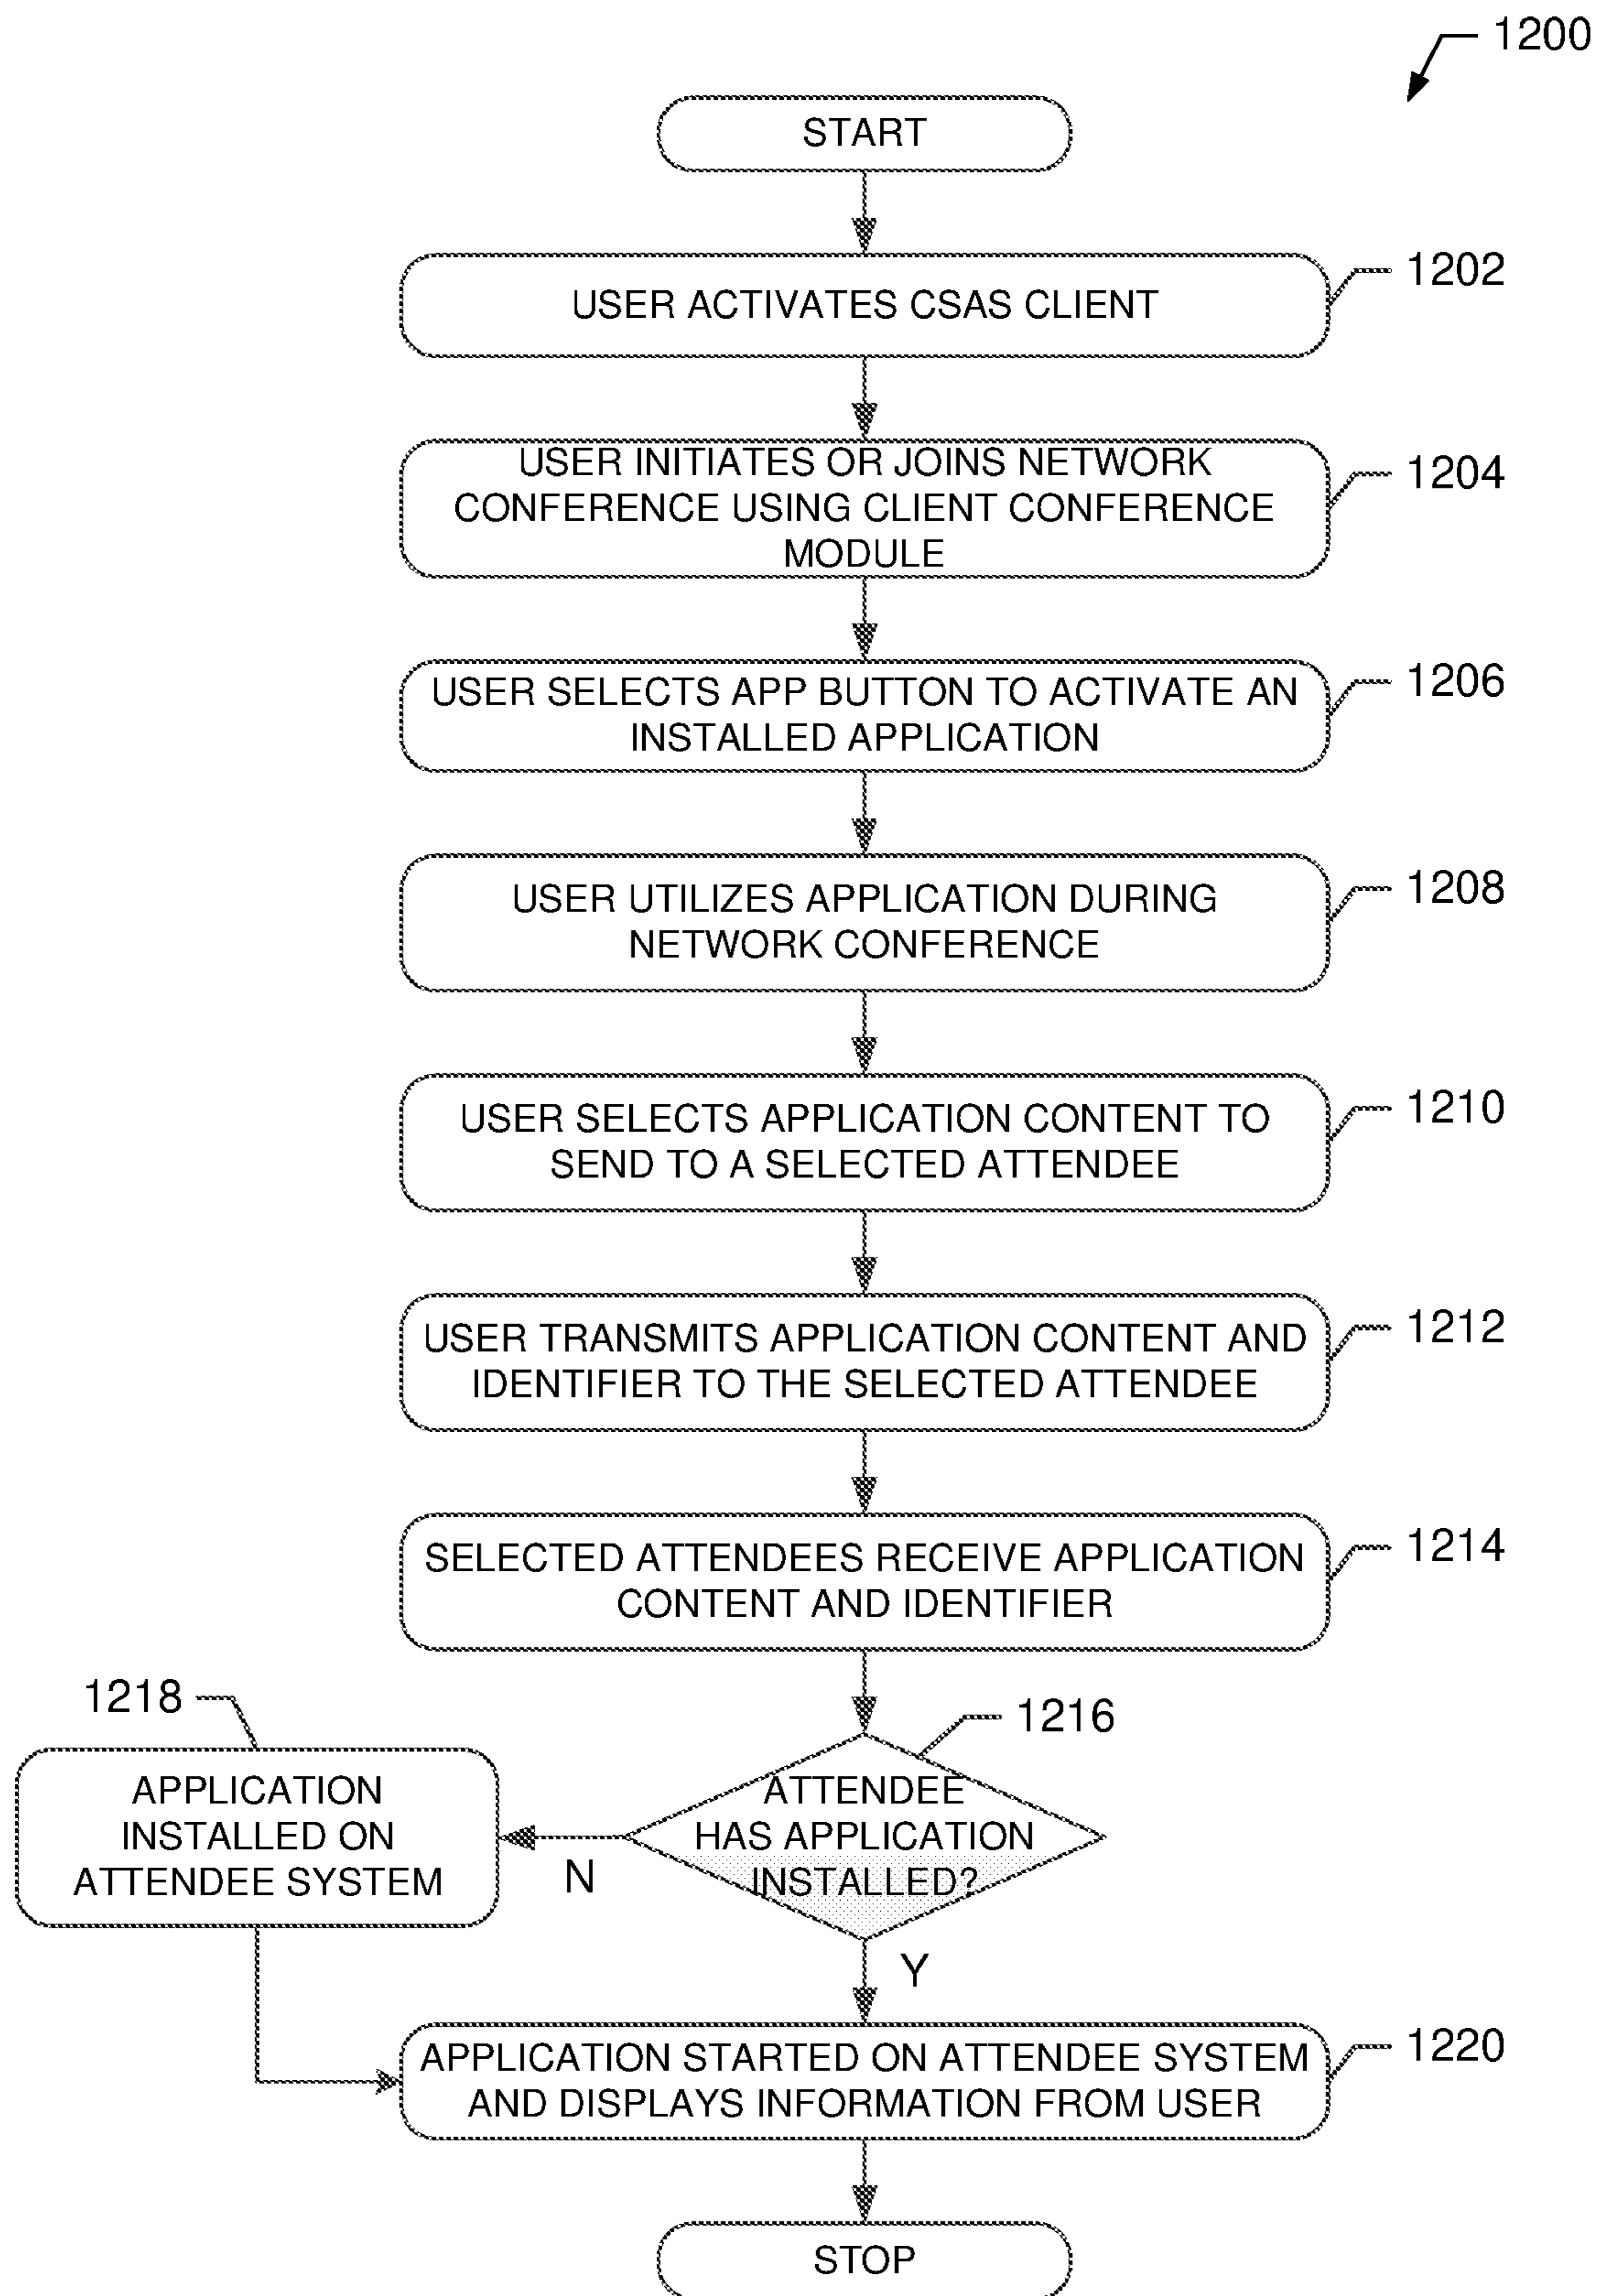 1200
START
1202
USER ACTIVATES CSAS CLIENT
1204
USER INITIATES OR JOINS NETWORK
CONFERENCE USING CLIENT CONFERENCE
MODULE
1206
USER SELECTS APP BUTTON TO ACTIVATE AN
INSTALLED APPLICATION
1208
USER UTILIZES APPLICATION DURING
NETWORK CONFERENCE
1210
USER SELECTS APPLICATION CONTENT TO
SEND TO A SELECTED ATTENDEE
1212
USER TRANSMITS APPLICATION CONTENT AND
IDENTIFIER TO THE SELECTED ATTENDEE
1214
SELECTED ATTENDEES RECEIVE APPLICATION
CONTENT AND IDENTIFIER
1218
1216
APPLICATION
INSTALLED ON
ATTENDEE SYSTEM
N
ATTENDEE
HAS APPLICATION
INSTALLED?
Y
1220
APPLICATION STARTED ON ATTENDEE SYSTEM
AND DISPLAYS INFORMATION FROM USER
STOP